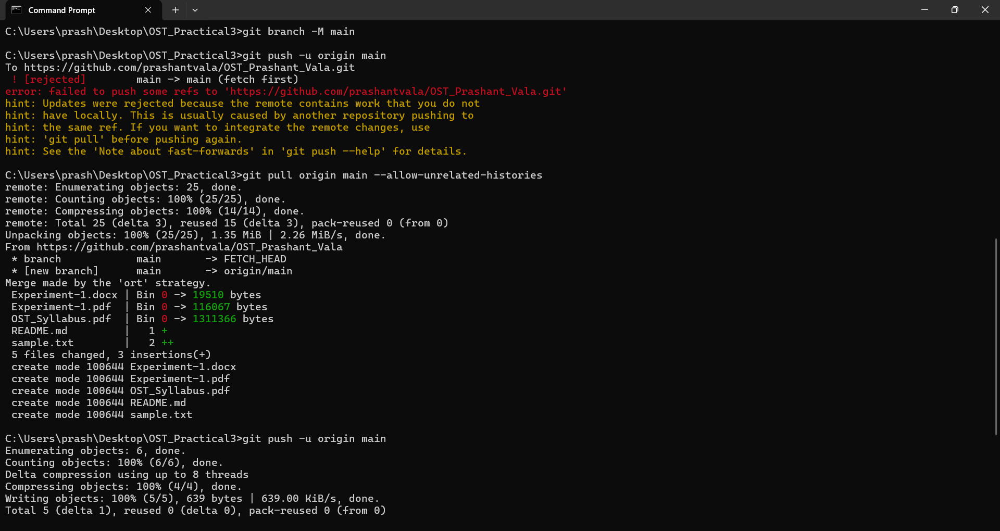 Command Prompt
C:\Users\prash\Desktop\OST_Practical3>git branch -M main
C:\Users\prash\Desktop\OST_Practical3>git push -u origin main
To https://github.com/prashantvala/OST_Prashant_Vala.git
 ! [rejected]        main -> main (fetch first)
error: failed to push some refs to 'https://github.com/prashantvala/OST_Prashant_Vala.git'
hint: Updates were rejected because the remote contains work that you do not
hint: have locally. This is usually caused by another repository pushing to
hint: the same ref. If you want to integrate the remote changes, use
hint: 'git pull' before pushing again.
hint: See the 'Note about fast-forwards' in 'git push --help' for details.
C:\Users\prash\Desktop\OST_Practical3>git pull origin main --allow-unrelated-histories
remote: Enumerating objects: 25, done.
remote: Counting objects: 100% (25/25), done.
remote: Compressing objects: 100% (14/14), done.
remote: Total 25 (delta 3), reused 15 (delta 3), pack-reused 0 (from 0)
Unpacking objects: 100% (25/25), 1.35 MiB | 2.26 MiB/s, done.
From https://github.com/prashantvala/OST_Prashant_Vala
 * branch            main       -> FETCH_HEAD
 * [new branch]      main       -> origin/main
Merge made by the 'ort' strategy.
 Experiment-1.docx | Bin 0 -> 19510 bytes
 Experiment-1.pdf  | Bin 0 -> 116067 bytes
 OST_Syllabus.pdf  | Bin 0 -> 1311366 bytes
 README.md         |   1 +
 sample.txt        |   2 ++
 5 files changed, 3 insertions(+)
 create mode 100644 Experiment-1.docx
 create mode 100644 Experiment-1.pdf
 create mode 100644 OST_Syllabus.pdf
 create mode 100644 README.md
 create mode 100644 sample.txt
C:\Users\prash\Desktop\OST_Practical3>git push -u origin main
Enumerating objects: 6, done.
Counting objects: 100% (6/6), done.
Delta compression using up to 8 threads
Compressing objects: 100% (4/4), done.
Writing objects: 100% (5/5), 639 bytes | 639.00 KiB/s, done.
Total 5 (delta 1), reused 0 (delta 0), pack-reused 0 (from 0)